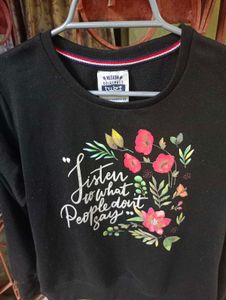 "Listen
to what
People don't
say"